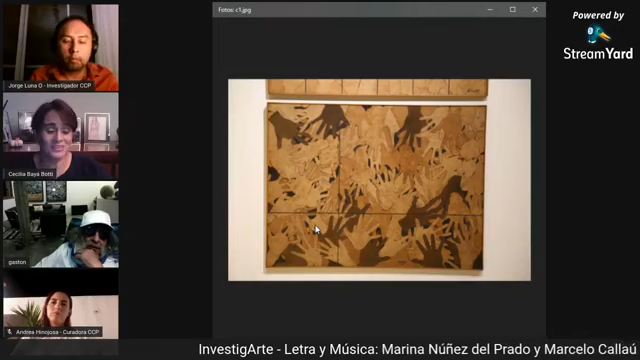 Fotos: c1.jpg
Powered by
StreamYard
Jorge Luna O - Investigador CCP
Cecilia Bayá Botti
gaston
Andrea Hinojosa - Curadora CCP
InvestigArte - Letra y Música: Marina Núñez del Prado y Marcelo Callaú